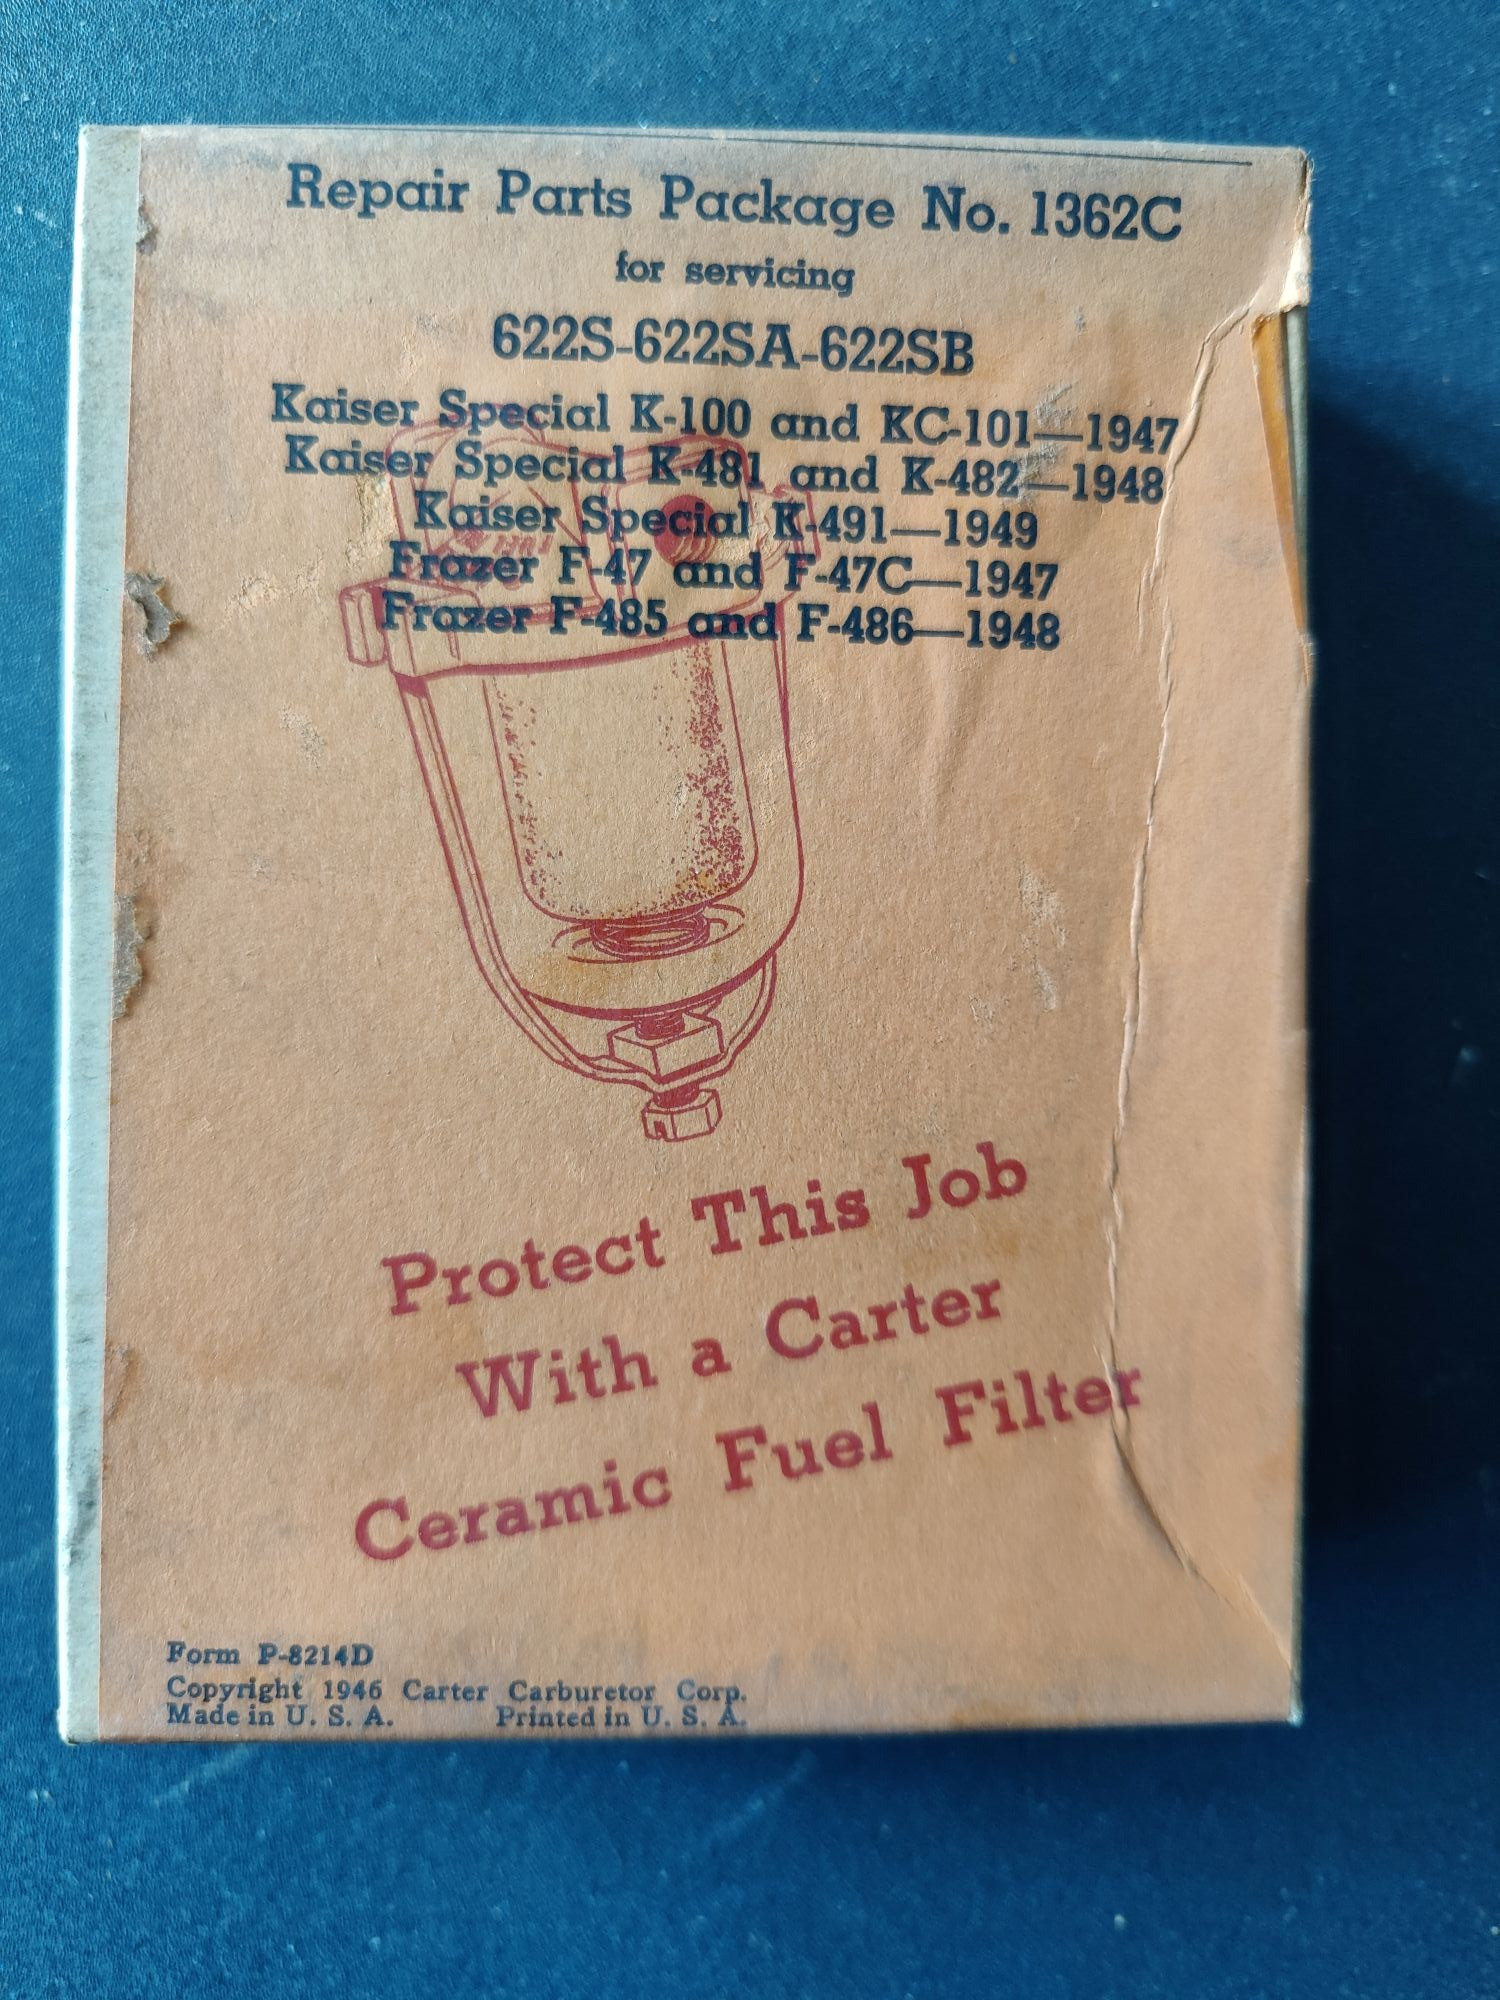 Repair Parts Package No. 1362C
for servicing
622S-622SA-622SB
Kaiser Special K-100 and KC-101—1947
Kaiser Special K-481 and K-482—1948
Kaiser Special K-491—1949
Frazer F-47 and F-47C—1947
Frazer F-485 and F-486—1948
Protect This Job
With a Carter
Ceramic Fuel Filter
Form P-8214D
Copyright 1946 Carter Carburetor Corp.
Made in U. S. A. Printed in U. S. A.